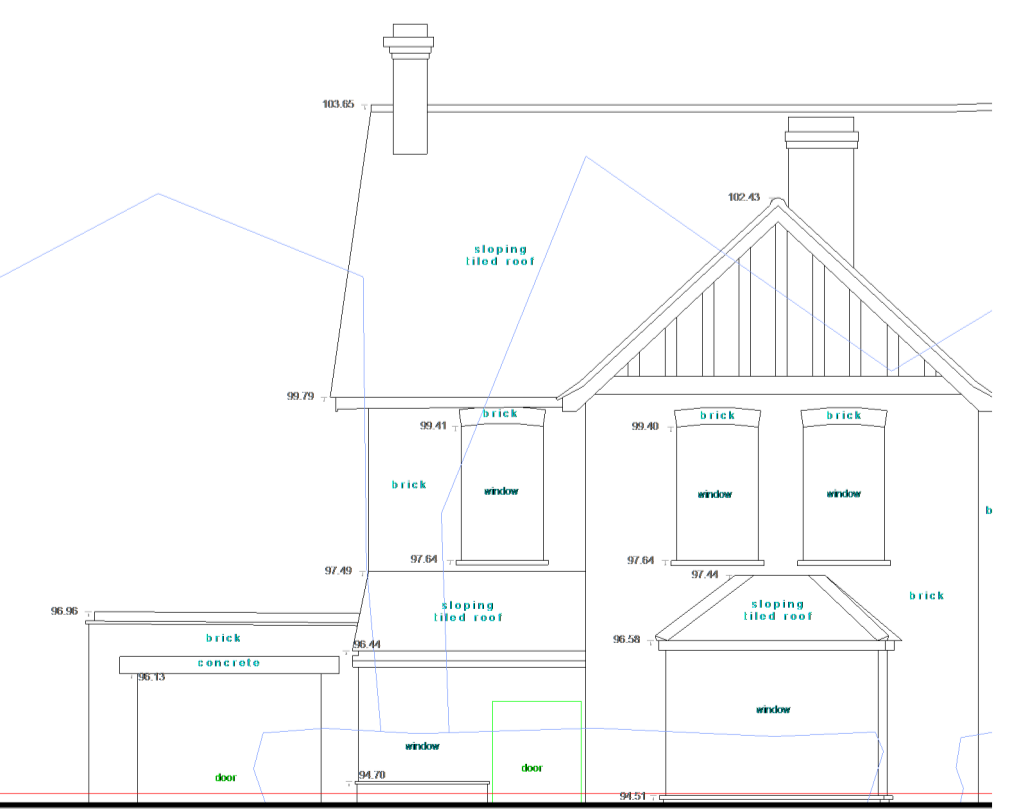 103.65
102.43
sloping
tiled roof
99.79
brick
brick
brick
99.41
99.40
brick
window
window
window
b
97.64
97.64
97.49
97.44
brick
96.96
sloping
tiled roof
sloping
tiled roof
brick
96.58
96.44
concrete
96.13
window
window
door
door
94.70
94.51